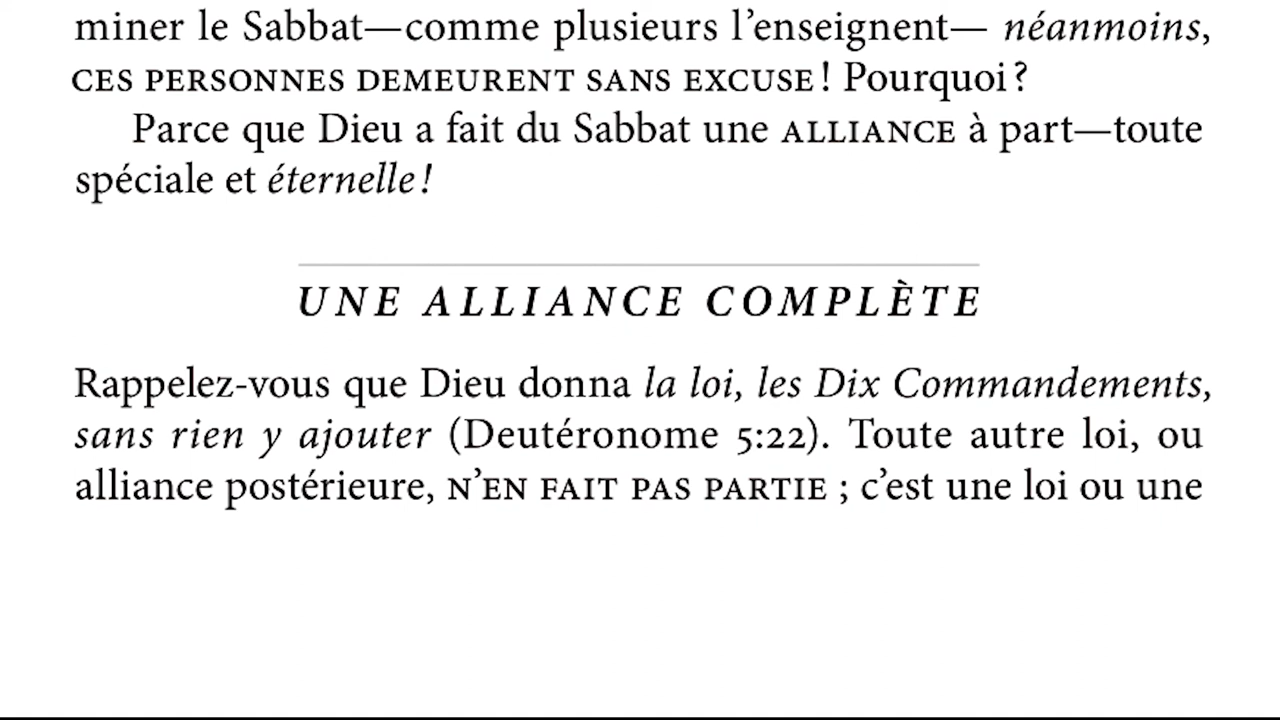 miner le Sabbat—comme plusieurs l’enseignent— néanmoins,
CES PERSONNES DEMEURENT SANS EXCUSE ! Pourquoi ?
Parce que Dieu a fait du Sabbat une ALLIANCE à part—toute
spéciale et éternelle !
UNE ALLIANCE COMPLÈTE
Rappelez-vous que Dieu donna la loi, les Dix Commandements,
sans rien y ajouter (Deutéronome 5:22). Toute autre loi, ou
alliance postérieure, N’EN FAIT PAS PARTIE ; c’est une loi ou une